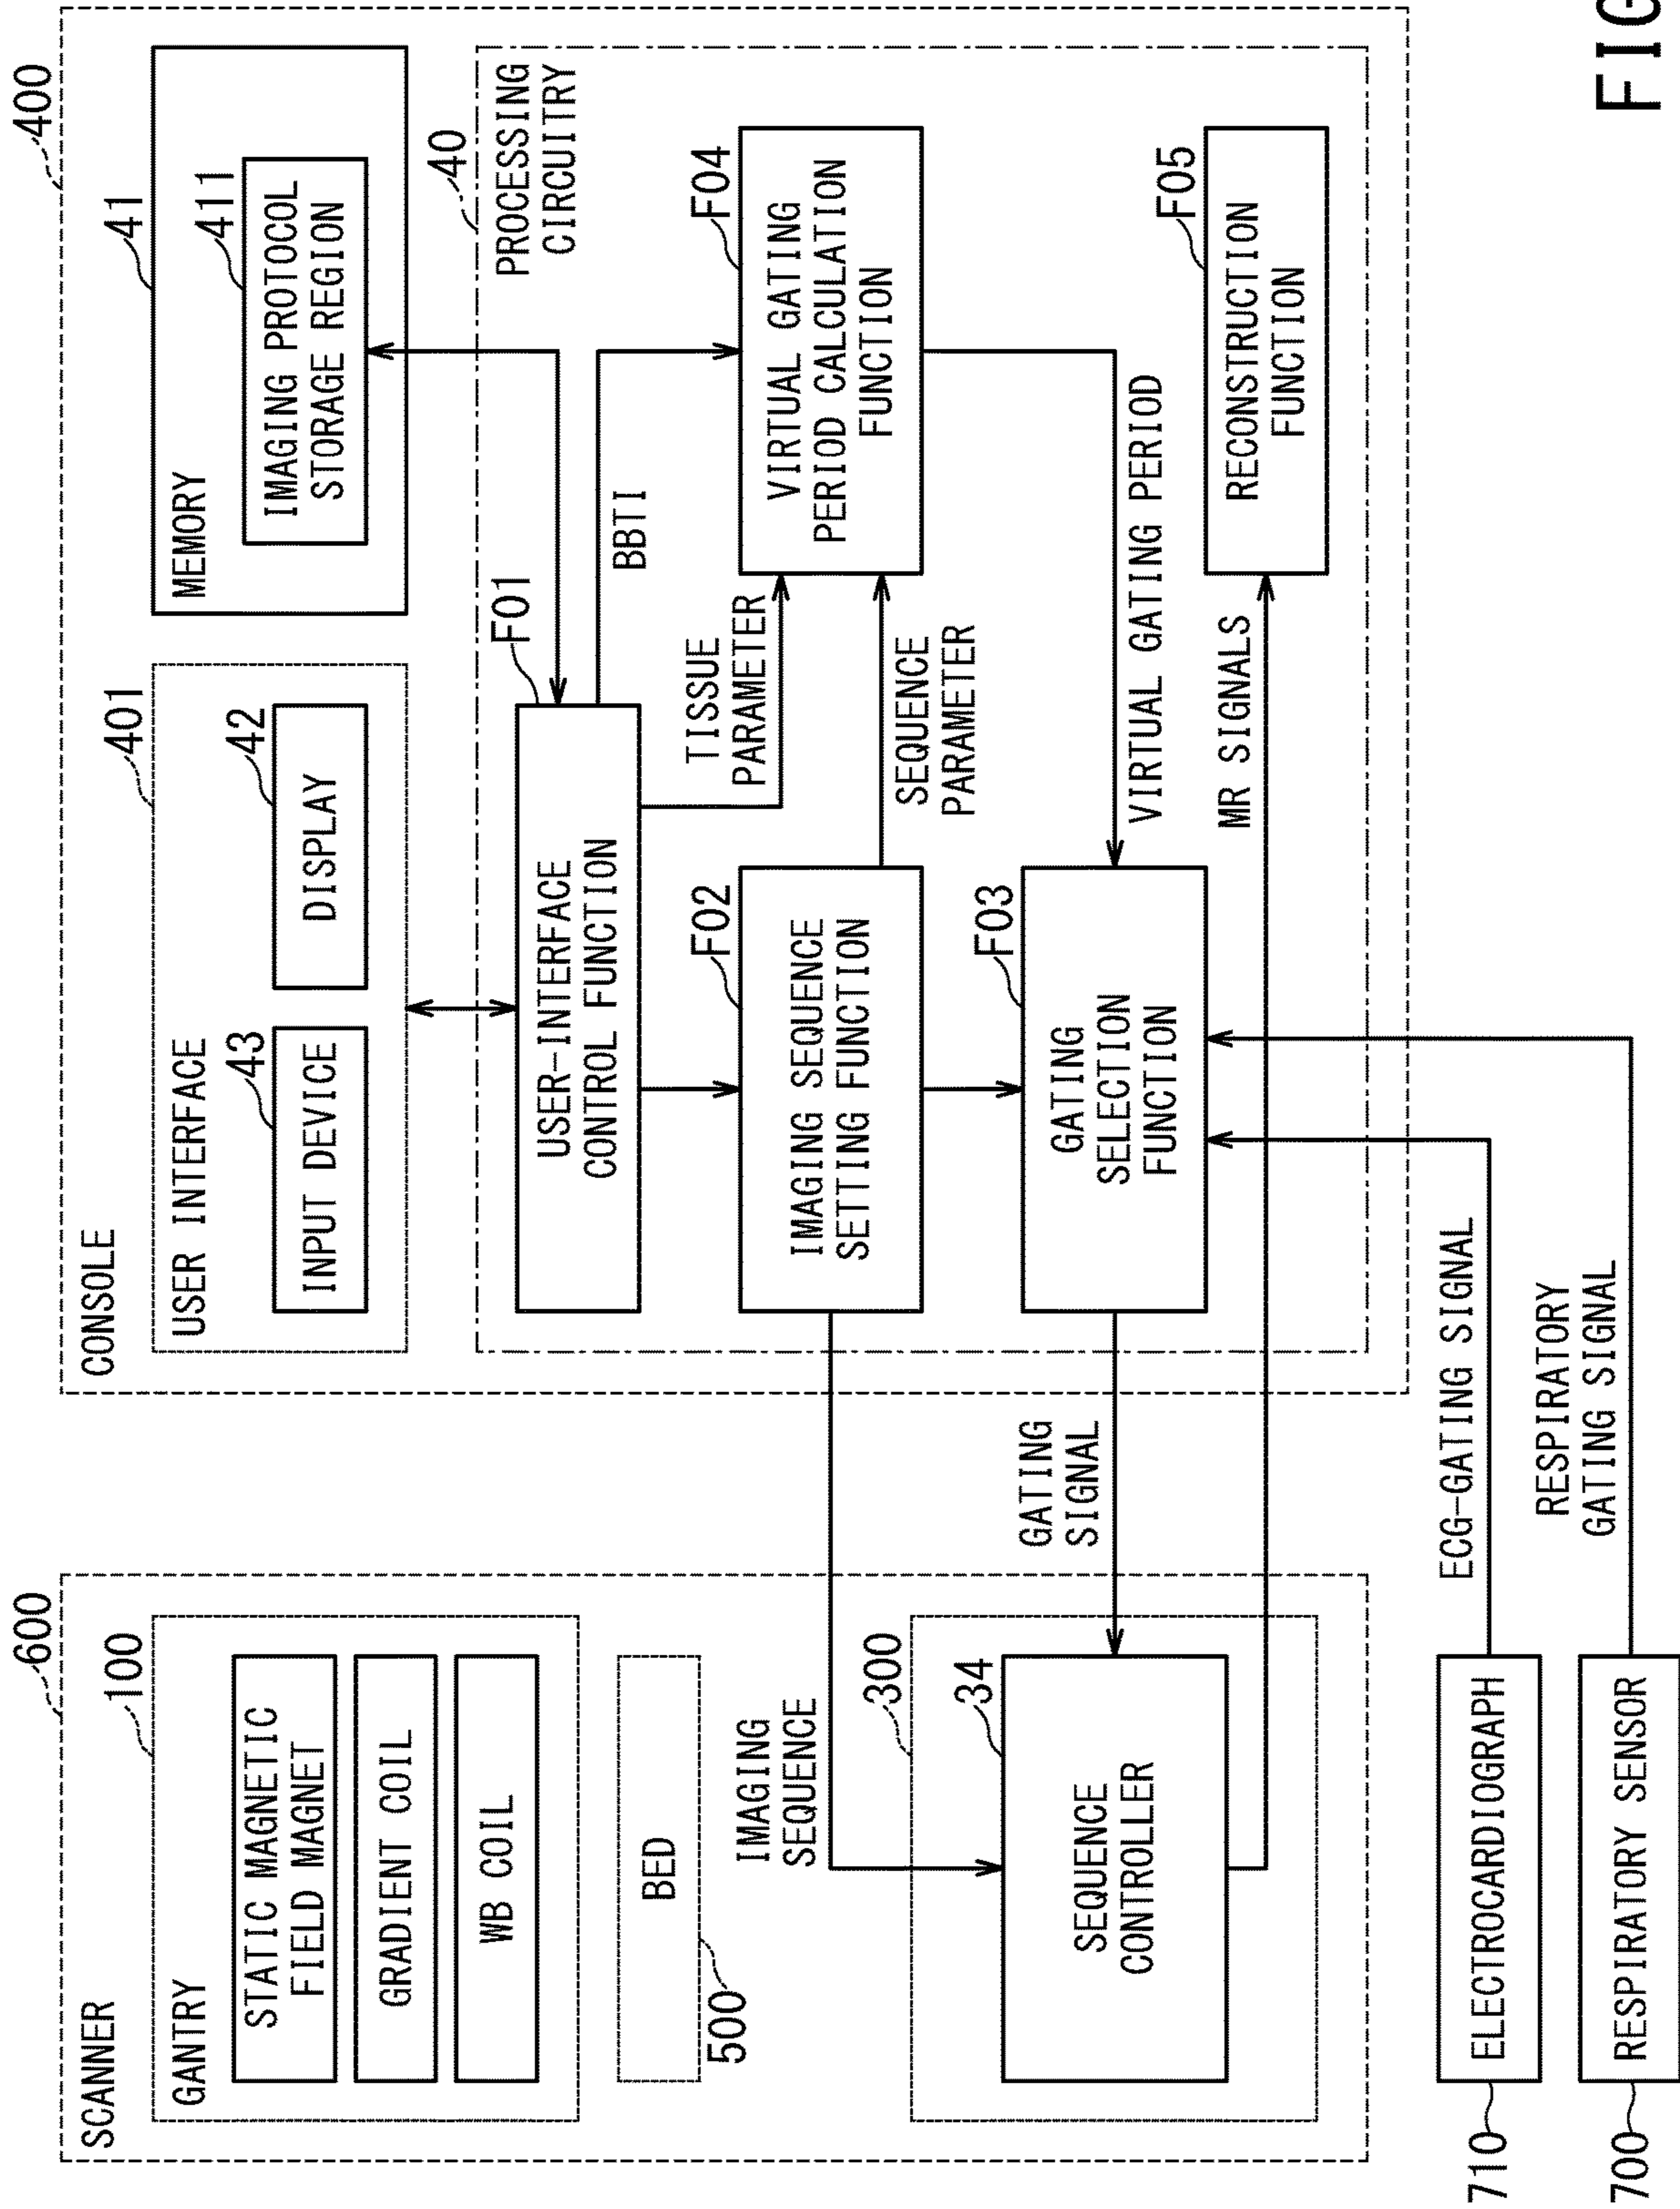 600
SCANNER
100
GANTRY
STATIC MAGNETIC
FIELD MAGNET
GRADIENT COIL
WB COIL
BED
500
IMAGING
SEQUENCE
300
34
SEQUENCE
CONTROLLER
GATING
SIGNAL
710
ELECTROCARDIOGRAPH
ECG-GATING SIGNAL
700
RESPIRATORY SENSOR
RESPIRATORY
GATING SIGNAL
400
CONSOLE
401
USER INTERFACE
43
INPUT DEVICE
42
DISPLAY
41
MEMORY
411
IMAGING PROTOCOL
STORAGE REGION
40
PROCESSING
CIRCUITRY
F01
USER-INTERFACE
CONTROL FUNCTION
BBTI
TISSUE
PARAMETER
F02
IMAGING SEQUENCE
SETTING FUNCTION
SEQUENCE
PARAMETER
F04
VIRTUAL GATING
PERIOD CALCULATION
FUNCTION
F03
GATING
SELECTION
FUNCTION
VIRTUAL GATING PERIOD
MR SIGNALS
F05
RECONSTRUCTION
FUNCTION